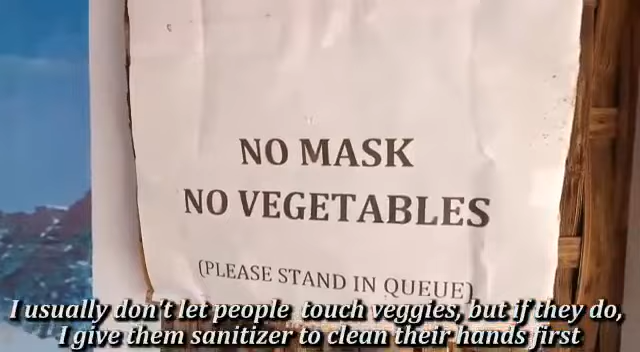 NO MASK
NO VEGETABLES
(PLEASE STAND IN QUEUE)
I usually don't let people touch veggies, but if they do,
I give them sanitizer to clean their hands first